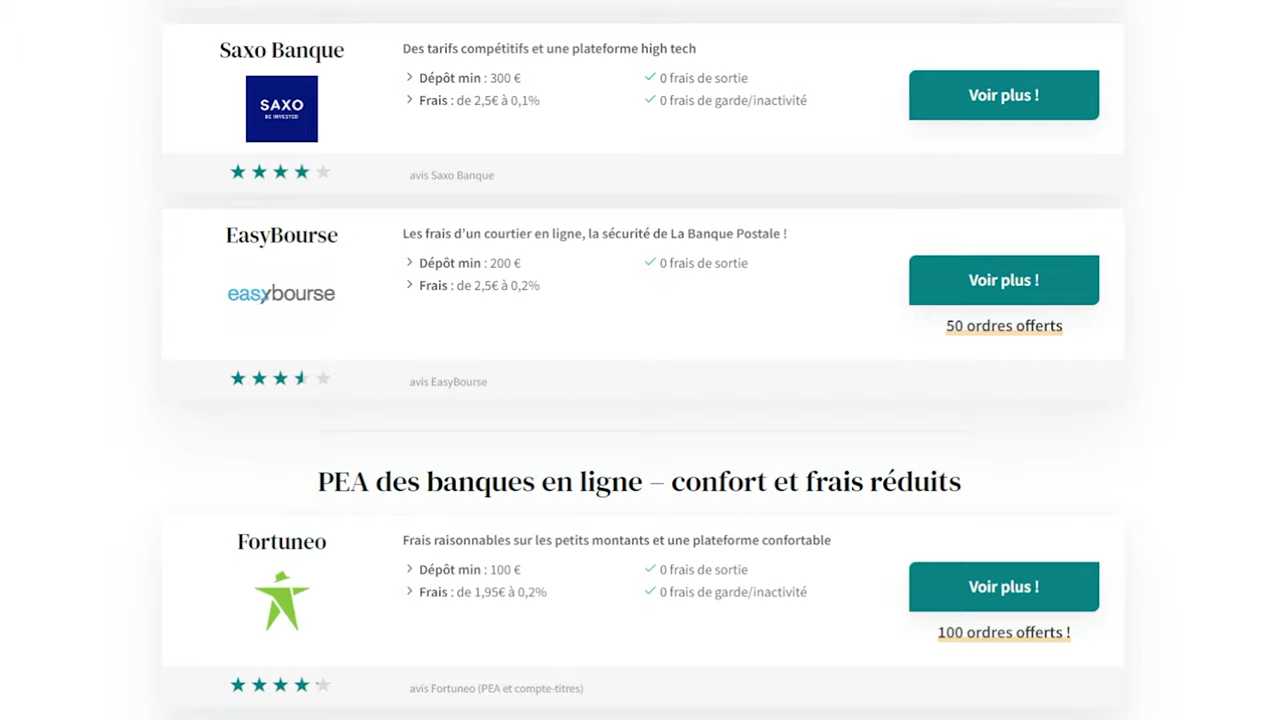 Saxo Banque
Des tarifs compétitifs et une plateforme high tech
Dépôt min : 300 €
0 frais de sortie
Frais : de 2,5€ à 0,1%
0 frais de garde/inactivité
Voir plus !
SAXO
BE INVESTED
avis Saxo Banque
EasyBourse
Les frais d’un courtier en ligne, la sécurité de La Banque Postale !
Dépôt min : 200 €
0 frais de sortie
Frais : de 2,5€ à 0,2%
Voir plus !
easybourse
50 ordres offerts
avis EasyBourse
PEA des banques en ligne – confort et frais réduits
Fortuneo
Frais raisonnables sur les petits montants et une plateforme confortable
Dépôt min : 100 €
0 frais de sortie
Frais : de 1,95€ à 0,2%
0 frais de garde/inactivité
Voir plus !
100 ordres offerts !
avis Fortuneo (PEA et compte-titres)